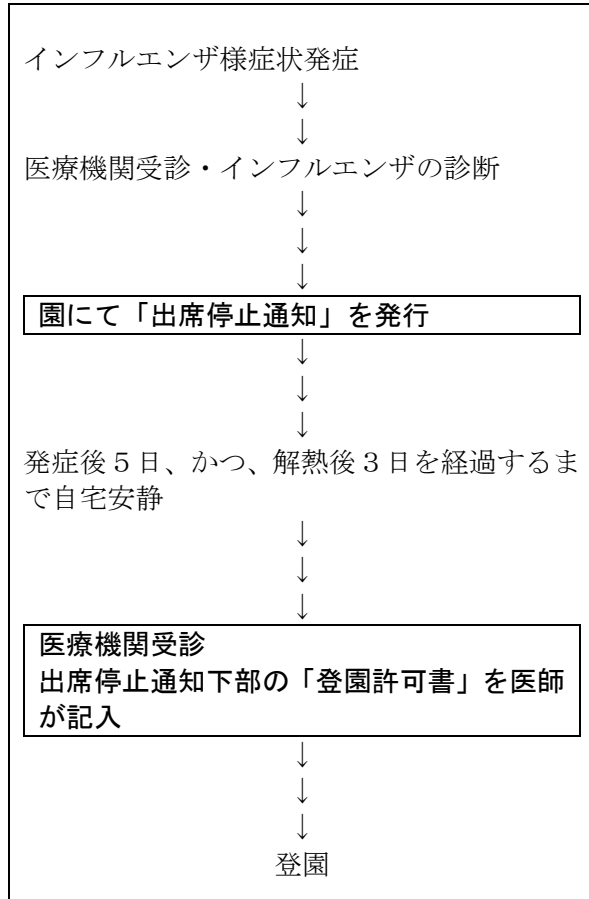 インフルエンザ様症状発症
↓
↓
医療機関受診・インフルエンザの診断
↓
↓
↓
園にて「出席停止通知」を発行
↓
↓
↓
発症後５日、かつ、解熱後３日を経過するま
で自宅安静
↓
↓
↓
医療機関受診
出席停止通知下部の「登園許可書」を医師
が記入
↓
↓
↓
登園